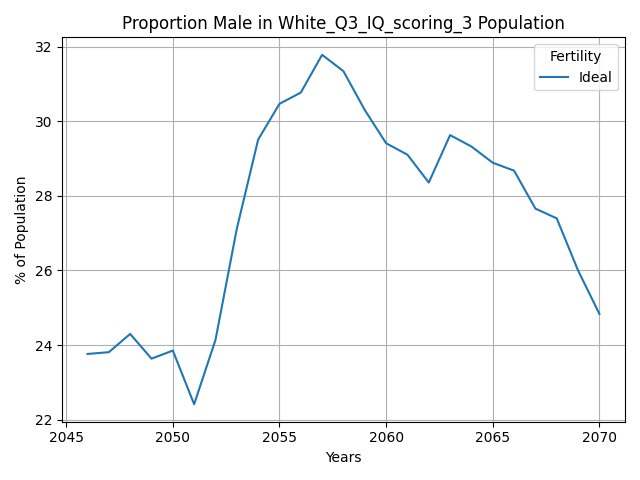 Proportion Male in White_Q3_IQ_scoring_3 Population
Fertility
Ideal
% of Population
32
30
28
26
24
22
2045 2050 2055 2060 2065 2070
Years